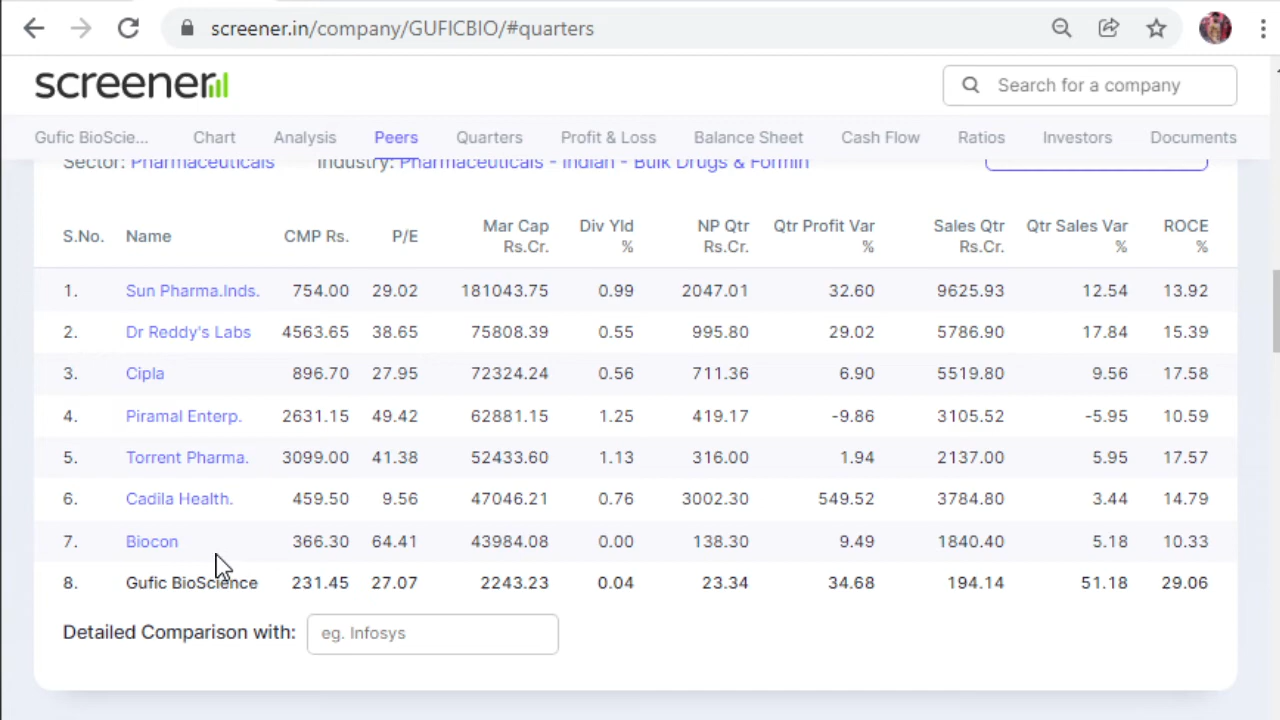 screener.in/company/GUFICBIO/#quarters
screener
Search for a company
Gufic BioScie... Chart Analysis Peers Quarters Profit & Loss Balance Sheet Cash Flow Ratios Investors Documents
Sector: Pharmaceuticals Industry: Pharmaceuticals - Indian - Bulk Drugs & Formln
S.No. Name CMP Rs. P/E Mar Cap Rs.Cr. Div Yld % NP Qtr Rs.Cr. Qtr Profit Var % Sales Qtr Rs.Cr. Qtr Sales Var % ROCE %
1. Sun Pharma.Inds. 754.00 29.02 181043.75 0.99 2047.01 32.60 9625.93 12.54 13.92
2. Dr Reddy's Labs 4563.65 38.65 75808.39 0.55 995.80 29.02 5786.90 17.84 15.39
3. Cipla 896.70 27.95 72324.24 0.56 711.36 6.90 5519.80 9.56 17.58
4. Piramal Enterp. 2631.15 49.42 62881.15 1.25 419.17 -9.86 3105.52 -5.95 10.59
5. Torrent Pharma. 3099.00 41.38 52433.60 1.13 316.00 1.94 2137.00 5.95 17.57
6. Cadila Health. 459.50 9.56 47046.21 0.76 3002.30 549.52 3784.80 3.44 14.79
7. Biocon 366.30 64.41 43984.08 0.00 138.30 9.49 1840.40 5.18 10.33
8. Gufic BioScience 231.45 27.07 2243.23 0.04 23.34 34.68 194.14 51.18 29.06
Detailed Comparison with: eg. Infosys